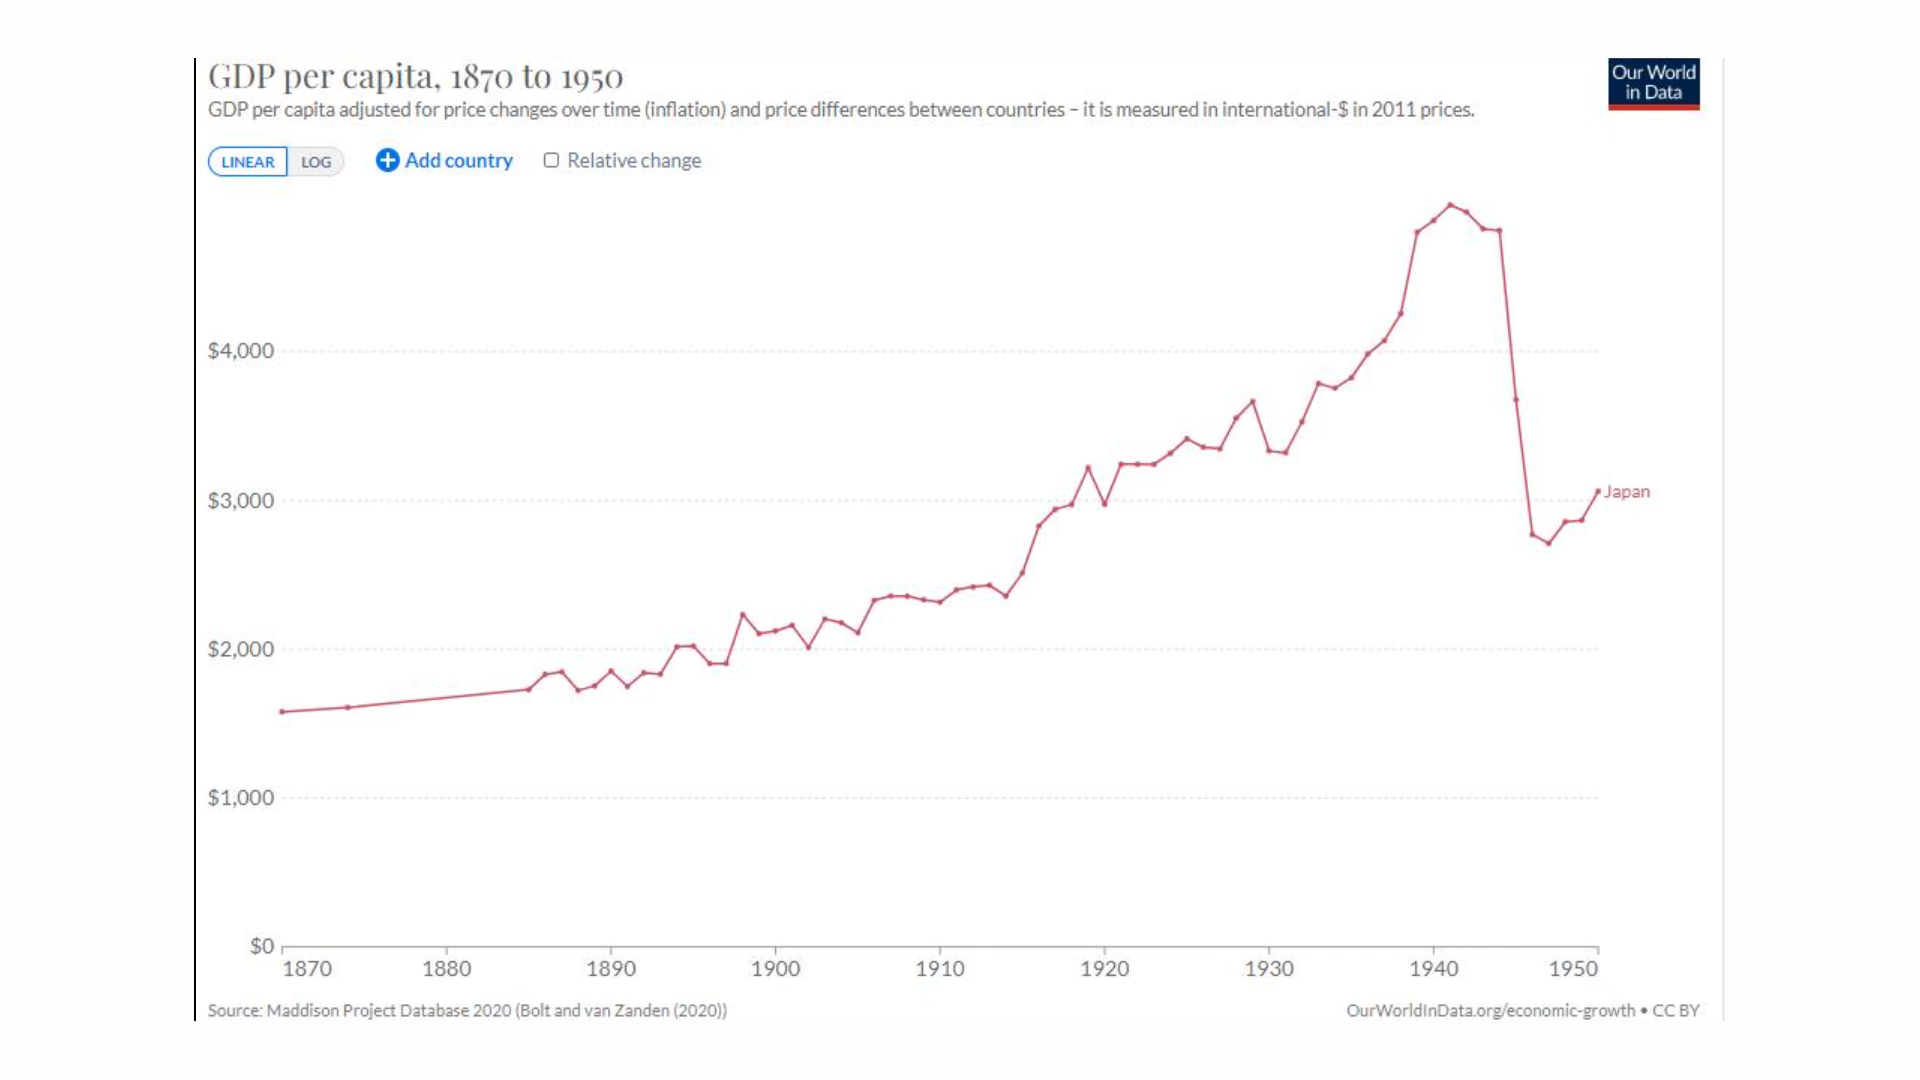 GDP per capita, 1870 to 1950
Our World
in Data
GDP per capita adjusted for price changes over time (inflation) and price differences between countries – it is measured in international-$ in 2011 prices.
LINEAR LOG Add country Relative change
$4,000
$3,000
Japan
$2,000
$1,000
$0
1870 1880 1890 1900 1910 1920 1930 1940 1950
Source: Maddison Project Database 2020 (Bolt and van Zanden (2020))
OurWorldInData.org/economic-growth • CC BY